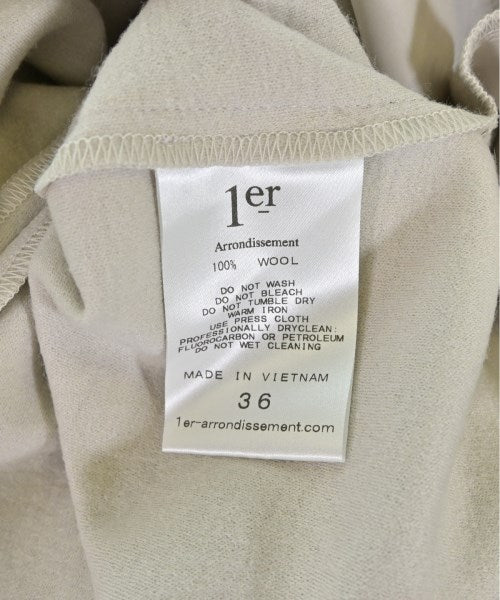 1er
Arrondissement
100% WOOL
DO NOT WASH
DO NOT BLEACH
DO NOT TUMBLE DRY
WARM IRON
USE PRESS CLOTH
PROFESSIONALLY DRYCLEAN:
FLUOROCARBON OR PETROLEUM
DO NOT WET CLEANING
MADE IN VIETNAM
36
1er-arrondissement.com